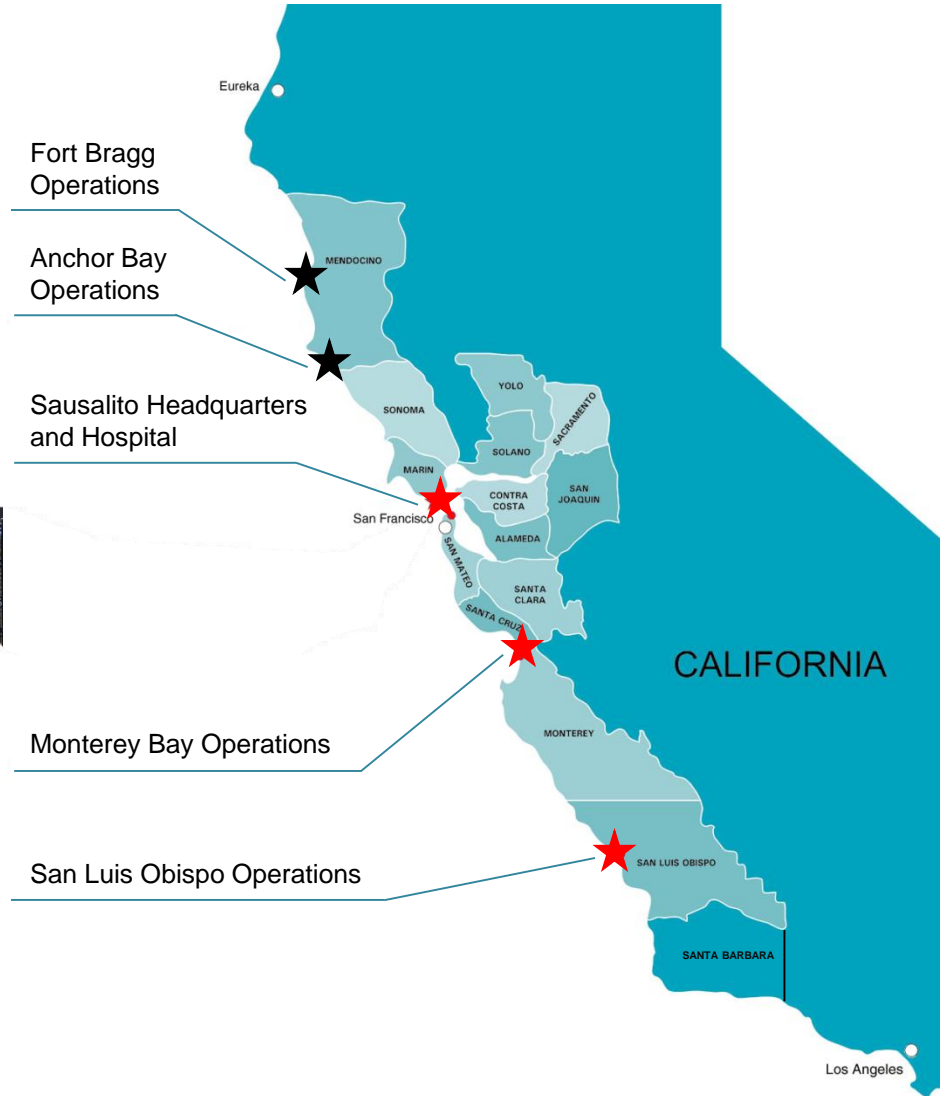 Eureka
Fort Bragg
Operations
MENDOCINO
Anchor Bay
Operations
YOLO
SACRAMENTO
Sausalito Headquarters
and Hospital
SONOMA
SOLANO
MARIN
CONTRA
COSTA
SAN
JOAQUIN
San Francisco
ALAMEDA
SAN MATEO
SANTA
CLARA
SANTA CRUZ
CALIFORNIA
Monterey Bay Operations
MONTEREY
San Luis Obispo Operations
SAN LUIS OBISPO
SANTA BARBARA
Los Angeles